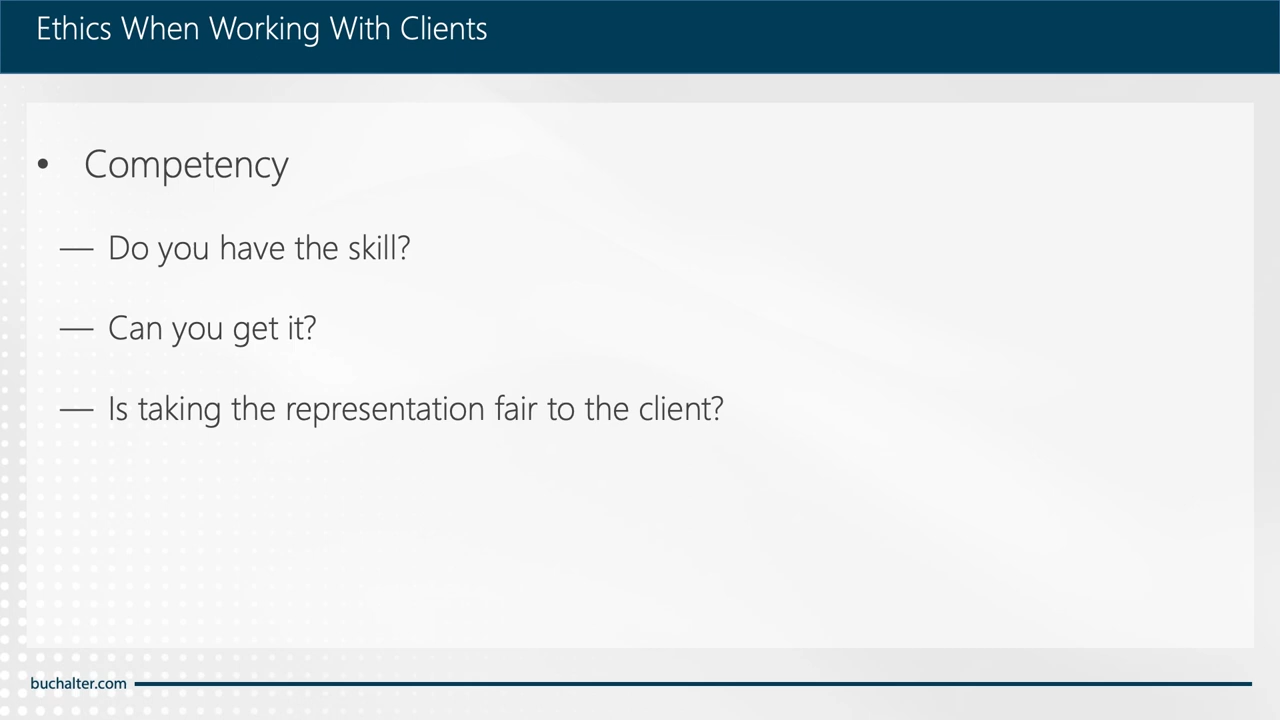 Ethics When Working With Clients
• Competency
— Do you have the skill?
— Can you get it?
— Is taking the representation fair to the client?
buchalter.com